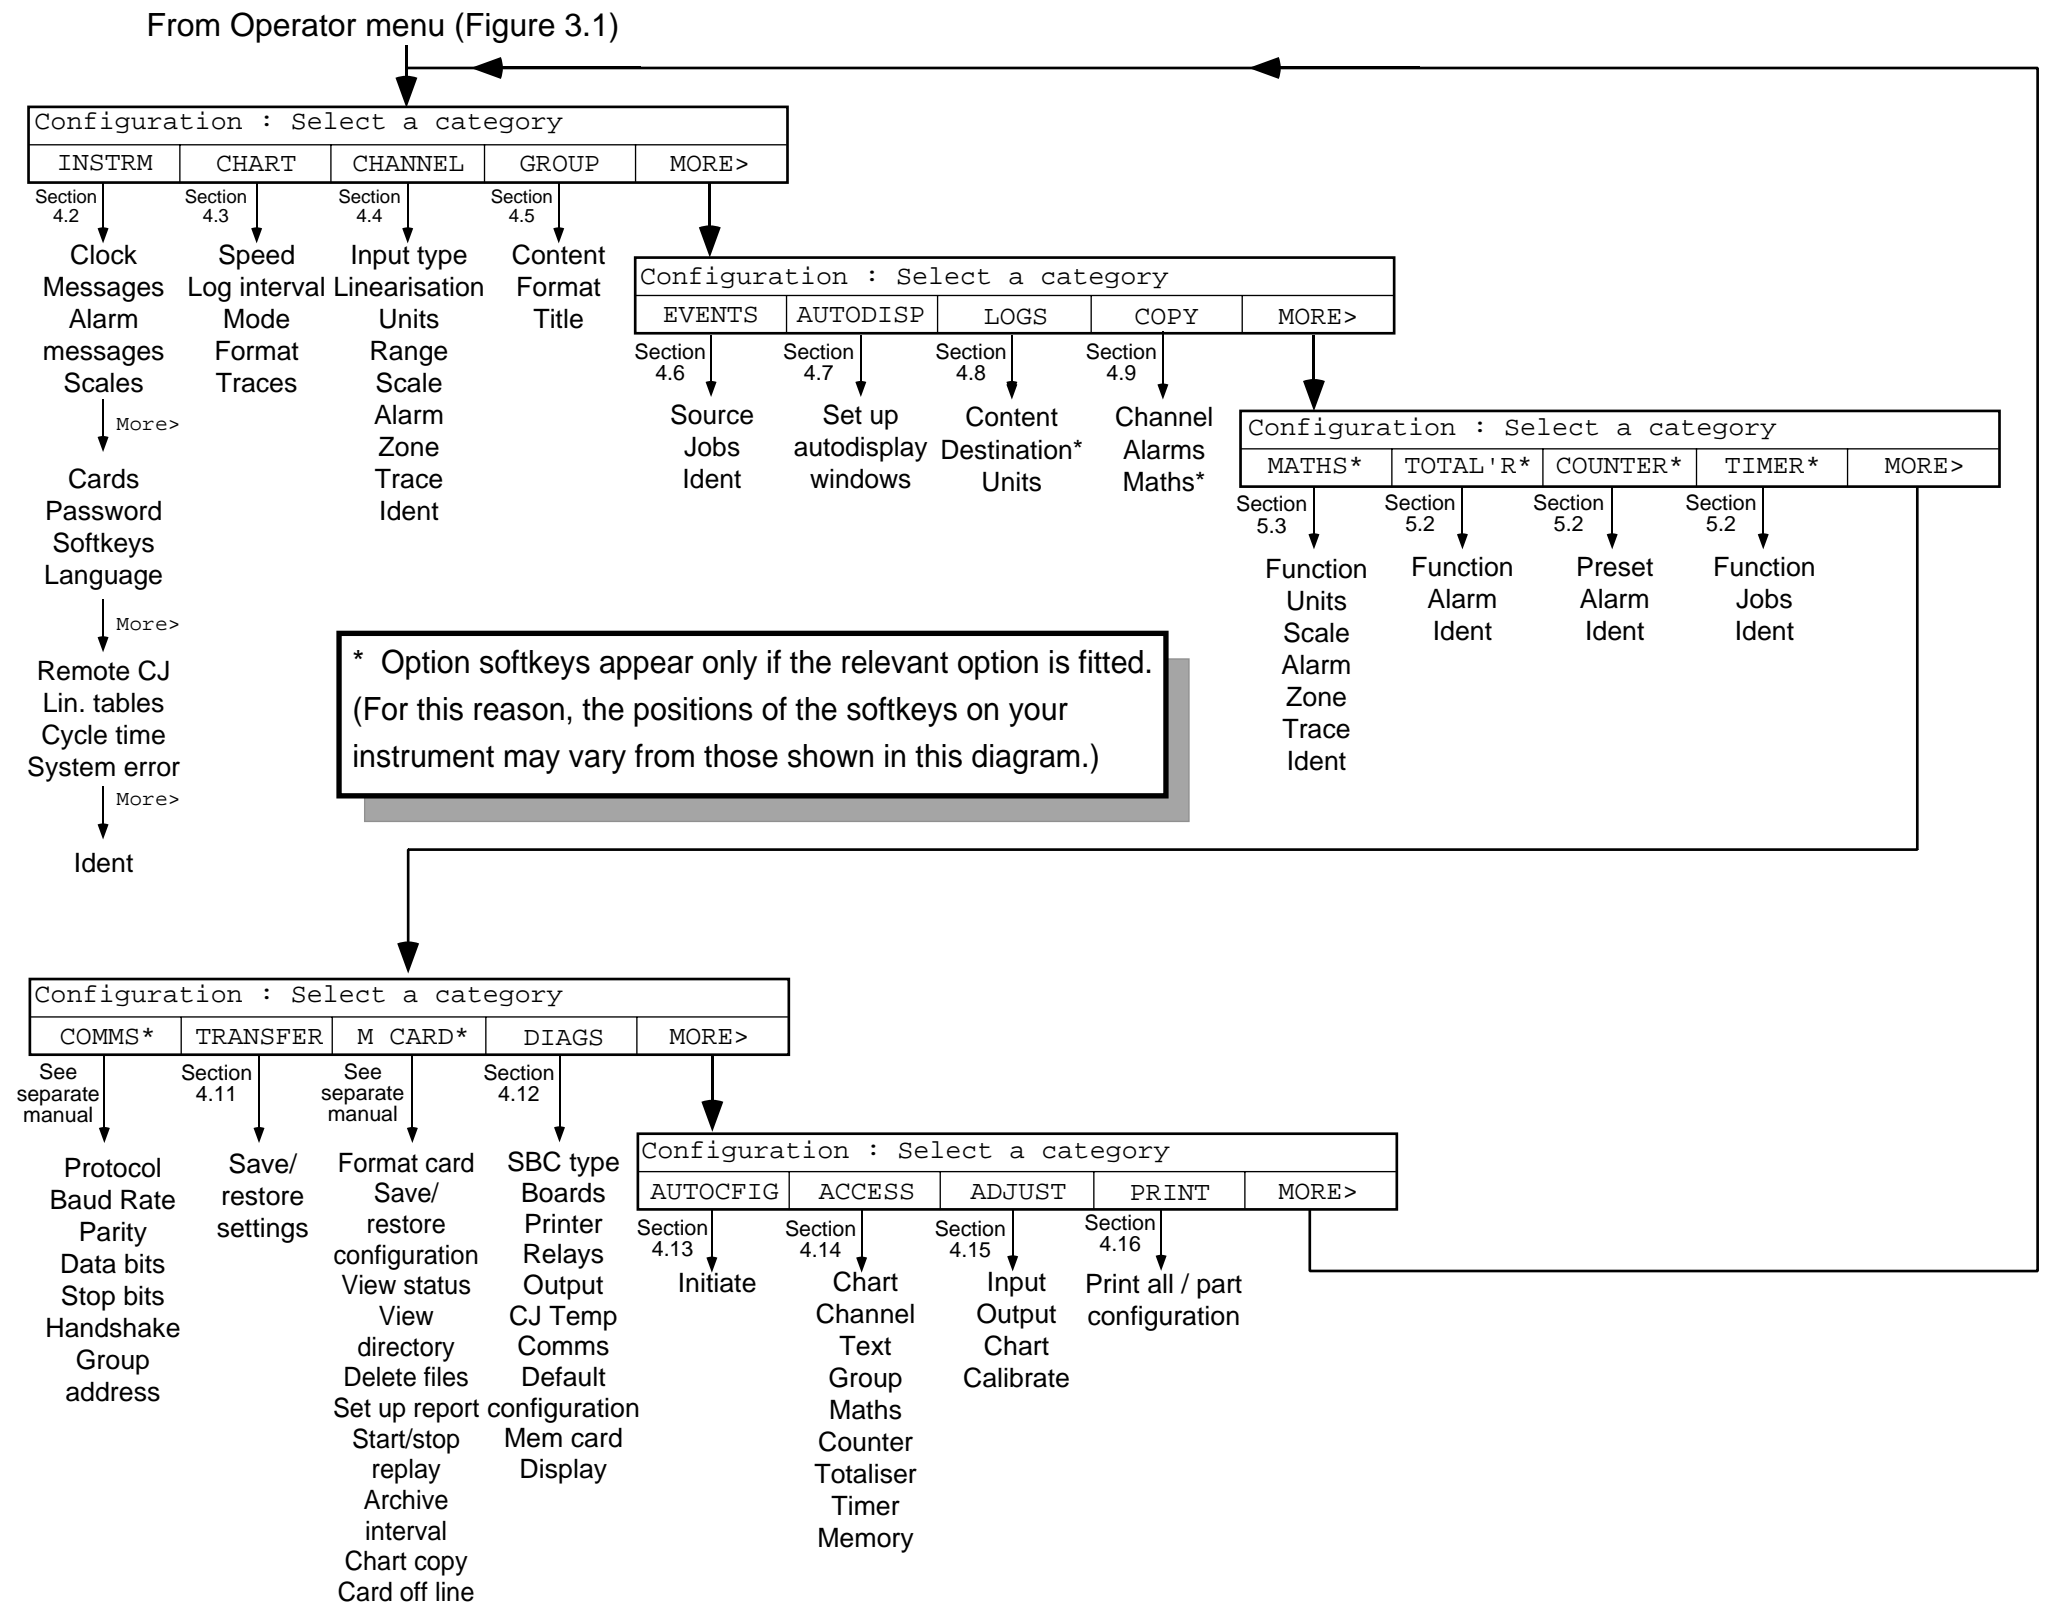 From Operator menu (Figure 3.1)
Configuration : Select a category
INSTRM CHART CHANNEL GROUP MORE>
Section 4.2
Clock
Messages
Alarm
messages
Scales
More>
Cards
Password
Softkeys
Language
More>
Remote CJ
Lin. tables
Cycle time
System error
More>
Ident
Section 4.3
Speed
Log interval
Mode
Format
Traces
Section 4.4
Input type
Linearisation
Units
Range
Scale
Alarm
Zone
Trace
Ident
Section 4.5
Content
Format
Title
Configuration : Select a category
EVENTS AUTODISP LOGS COPY MORE>
Section 4.6
Source
Jobs
Ident
Section 4.7
Set up
autodisplay
windows
Section 4.8
Content
Destination*
Units
Section 4.9
Channel
Alarms
Maths*
Configuration : Select a category
MATHS* TOTAL'R* COUNTER* TIMER* MORE>
Section 5.3
Function
Units
Scale
Alarm
Zone
Trace
Ident
Section 5.2
Function
Alarm
Ident
Section 5.2
Preset
Alarm
Ident
Section 5.2
Function
Jobs
Ident
* Option softkeys appear only if the relevant option is fitted.
(For this reason, the positions of the softkeys on your
instrument may vary from those shown in this diagram.)
Configuration : Select a category
COMMS* TRANSFER M CARD* DIAGS MORE>
See
separate
manual
Protocol
Baud Rate
Parity
Data bits
Stop bits
Handshake
Group
address
Section 4.11
Save/
restore
settings
See
separate
manual
Format card
Save/
restore
configuration
View status
View
directory
Delete files
Set up report
Start/stop
replay
Archive
interval
Chart copy
Card off line
Section 4.12
SBC type
Boards
Printer
Relays
Output
CJ Temp
Comms
Default
configuration
Mem card
Display
Configuration : Select a category
AUTOCFIG ACCESS ADJUST PRINT MORE>
Section 4.13
Initiate
Section 4.14
Chart
Channel
Text
Group
Maths
Counter
Totaliser
Timer
Memory
Section 4.15
Input
Output
Chart
Calibrate
Section 4.16
Print all / part
configuration